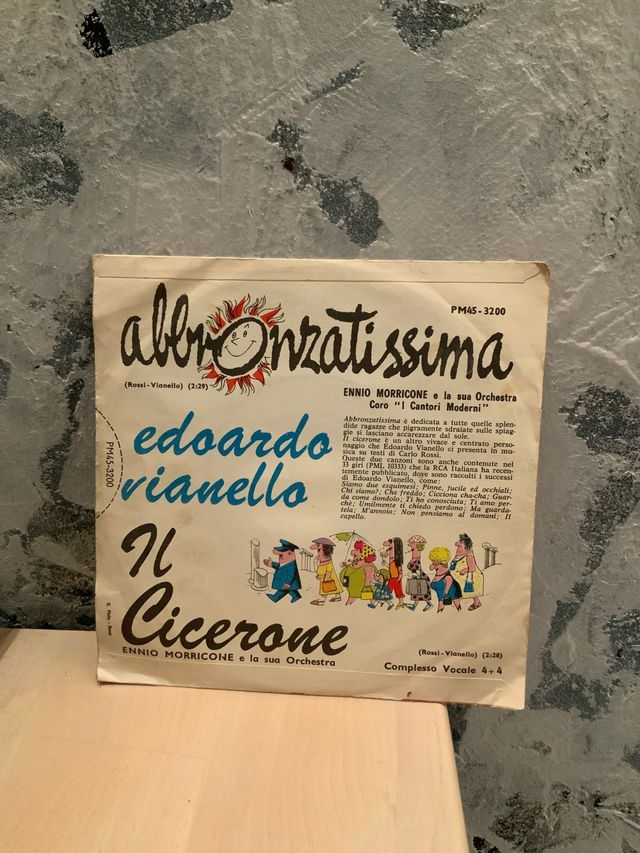 PM45-3200
abbronzatissima
(Rossi-Vianello) (2:29)
ENNIO MORRICONE e la sua Orchestra
Coro "I Cantori Moderni"
Abbronzatissima è dedicata a tutte quelle splen-
dide ragazze che pigramente sdraiate sulle spiag-
gie si lasciano accarezzare dal sole.
Il cicerone è un altro vivace e centrato perso-
naggio che Edoardo Vianello ci presenta in mu-
sica su testi di Carlo Rossi.
Queste due canzoni sono anche contenute nel
33 giri (PML 10333) che la RCA Italiana ha recen-
temente pubblicato, dove sono raccolti i successi
di Edoardo Vianello, come:
Siamo due esquimesi; Pinne, fucile ed occhiali;
Chi siamo?; Che freddo; Cicciona cha-cha; Guar-
da come dondolo; Ti ho conosciuta; Ti amo per-
chè; Umilmente ti chiedo perdono; Ma guarda-
tela; M'annoio; Non pensiamo al domani; Il
capello.
edoardo
vianello
PM45-3200
Il
Cicerone
ENNIO MORRICONE e la sua Orchestra
(Rossi-Vianello) (2:28)
Complesso Vocale 4÷4